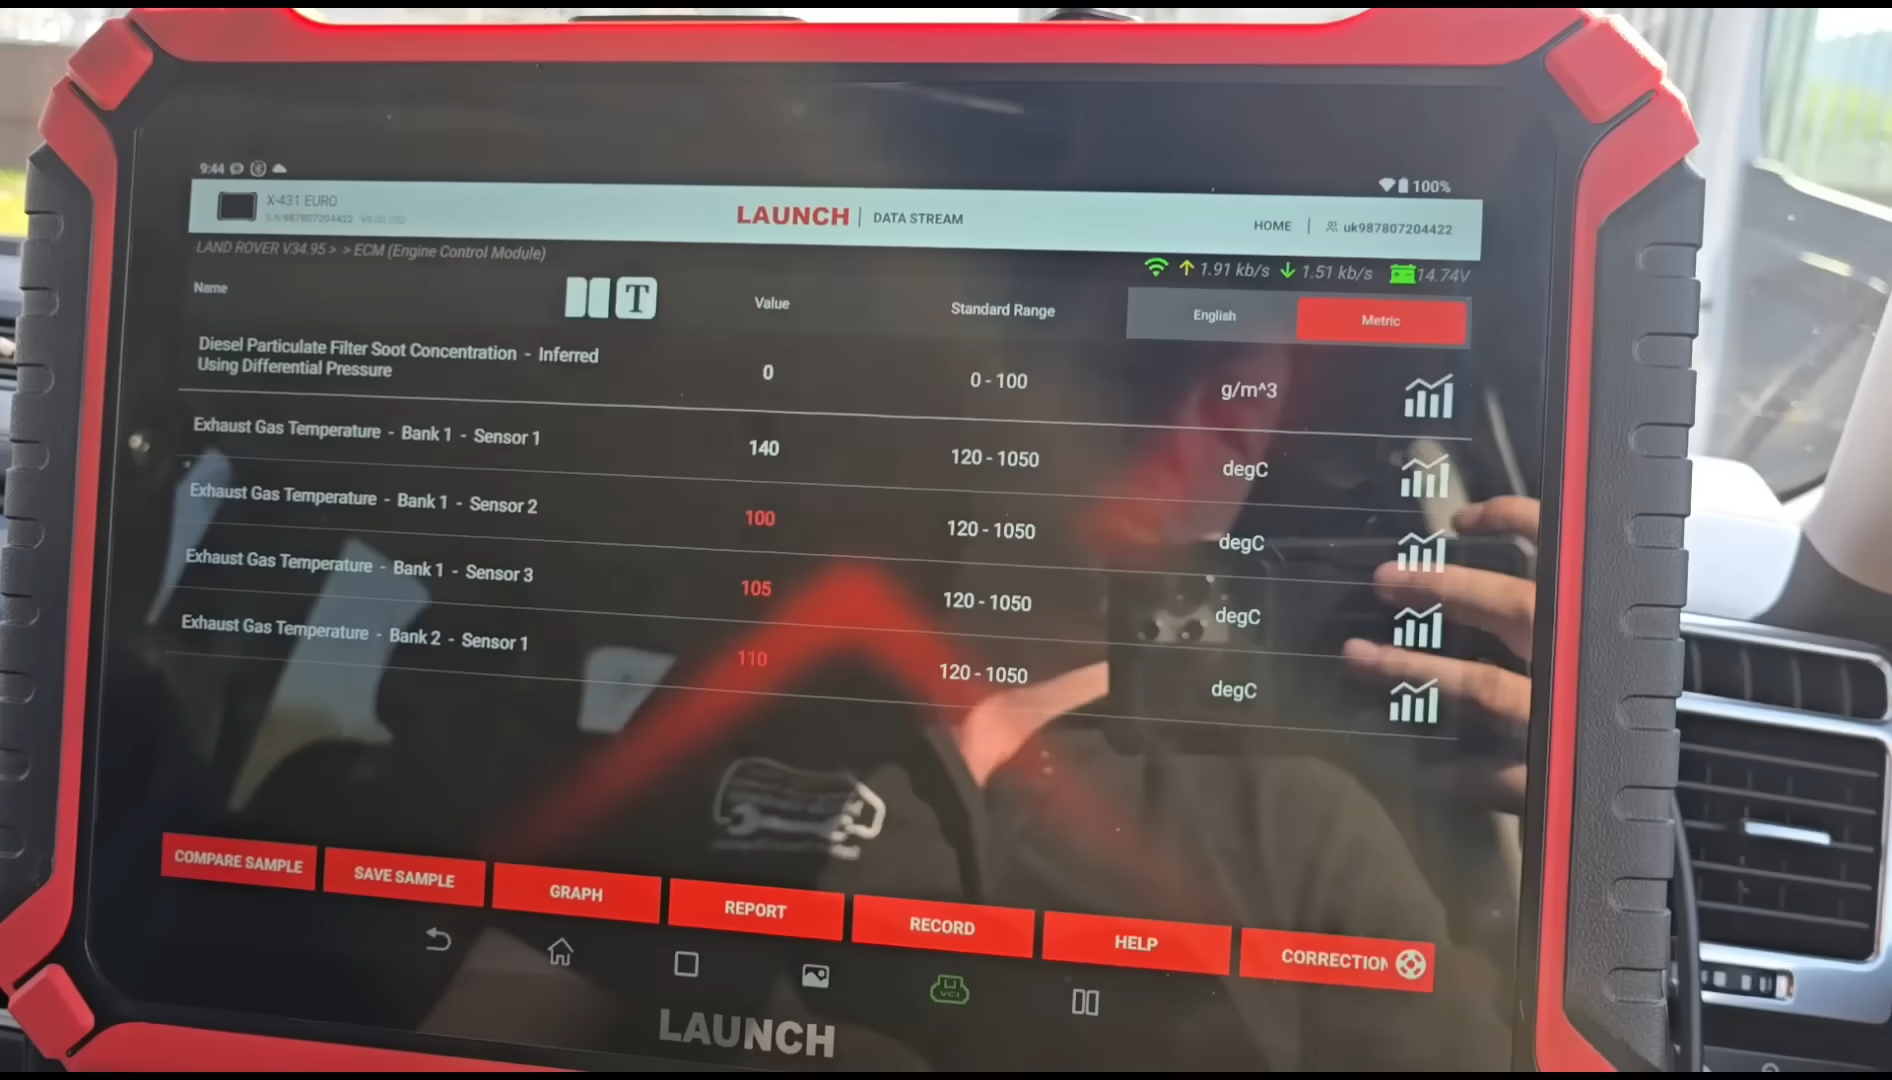 9:44
100%
X-431 EURO
S.N:987807204422
LAUNCH | DATA STREAM
HOME | uk987807204422
LAND ROVER V34.95 > > ECM (Engine Control Module)
1.91 kb/s 1.51 kb/s 14.74V
Name T Value Standard Range English Metric
Diesel Particulate Filter Soot Concentration - Inferred
Using Differential Pressure
0 0 - 100 g/m^3
Exhaust Gas Temperature - Bank 1 - Sensor 1 140 120 - 1050 degC
Exhaust Gas Temperature - Bank 1 - Sensor 2 100 120 - 1050 degC
Exhaust Gas Temperature - Bank 1 - Sensor 3 105 120 - 1050 degC
Exhaust Gas Temperature - Bank 2 - Sensor 1 110 120 - 1050 degC
COMPARE SAMPLE SAVE SAMPLE GRAPH REPORT RECORD HELP CORRECTION
VCI
LAUNCH